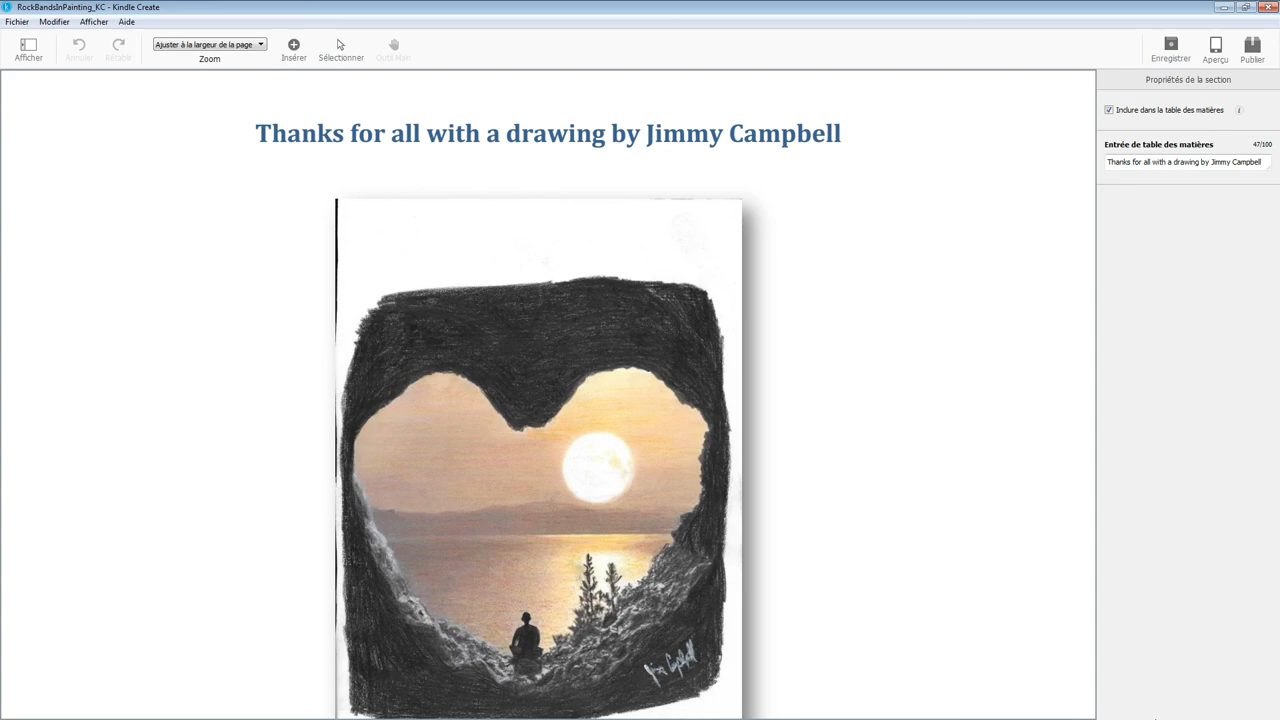 RockBandsInPainting_KC - Kindle Create
Fichier Modifier Afficher Aide
Afficher
Annuler
Rétablir
Ajuster à la largeur de la page
Zoom
Insérer
Sélectionner
Outil Main
Enregistrer
Aperçu
Publier
Propriétés de la section
Inclure dans la table des matières
i
Entrée de table des matières 47/100
Thanks for all with a drawing by Jimmy Campbell
Thanks for all with a drawing by Jimmy Campbell
Jim Campbell